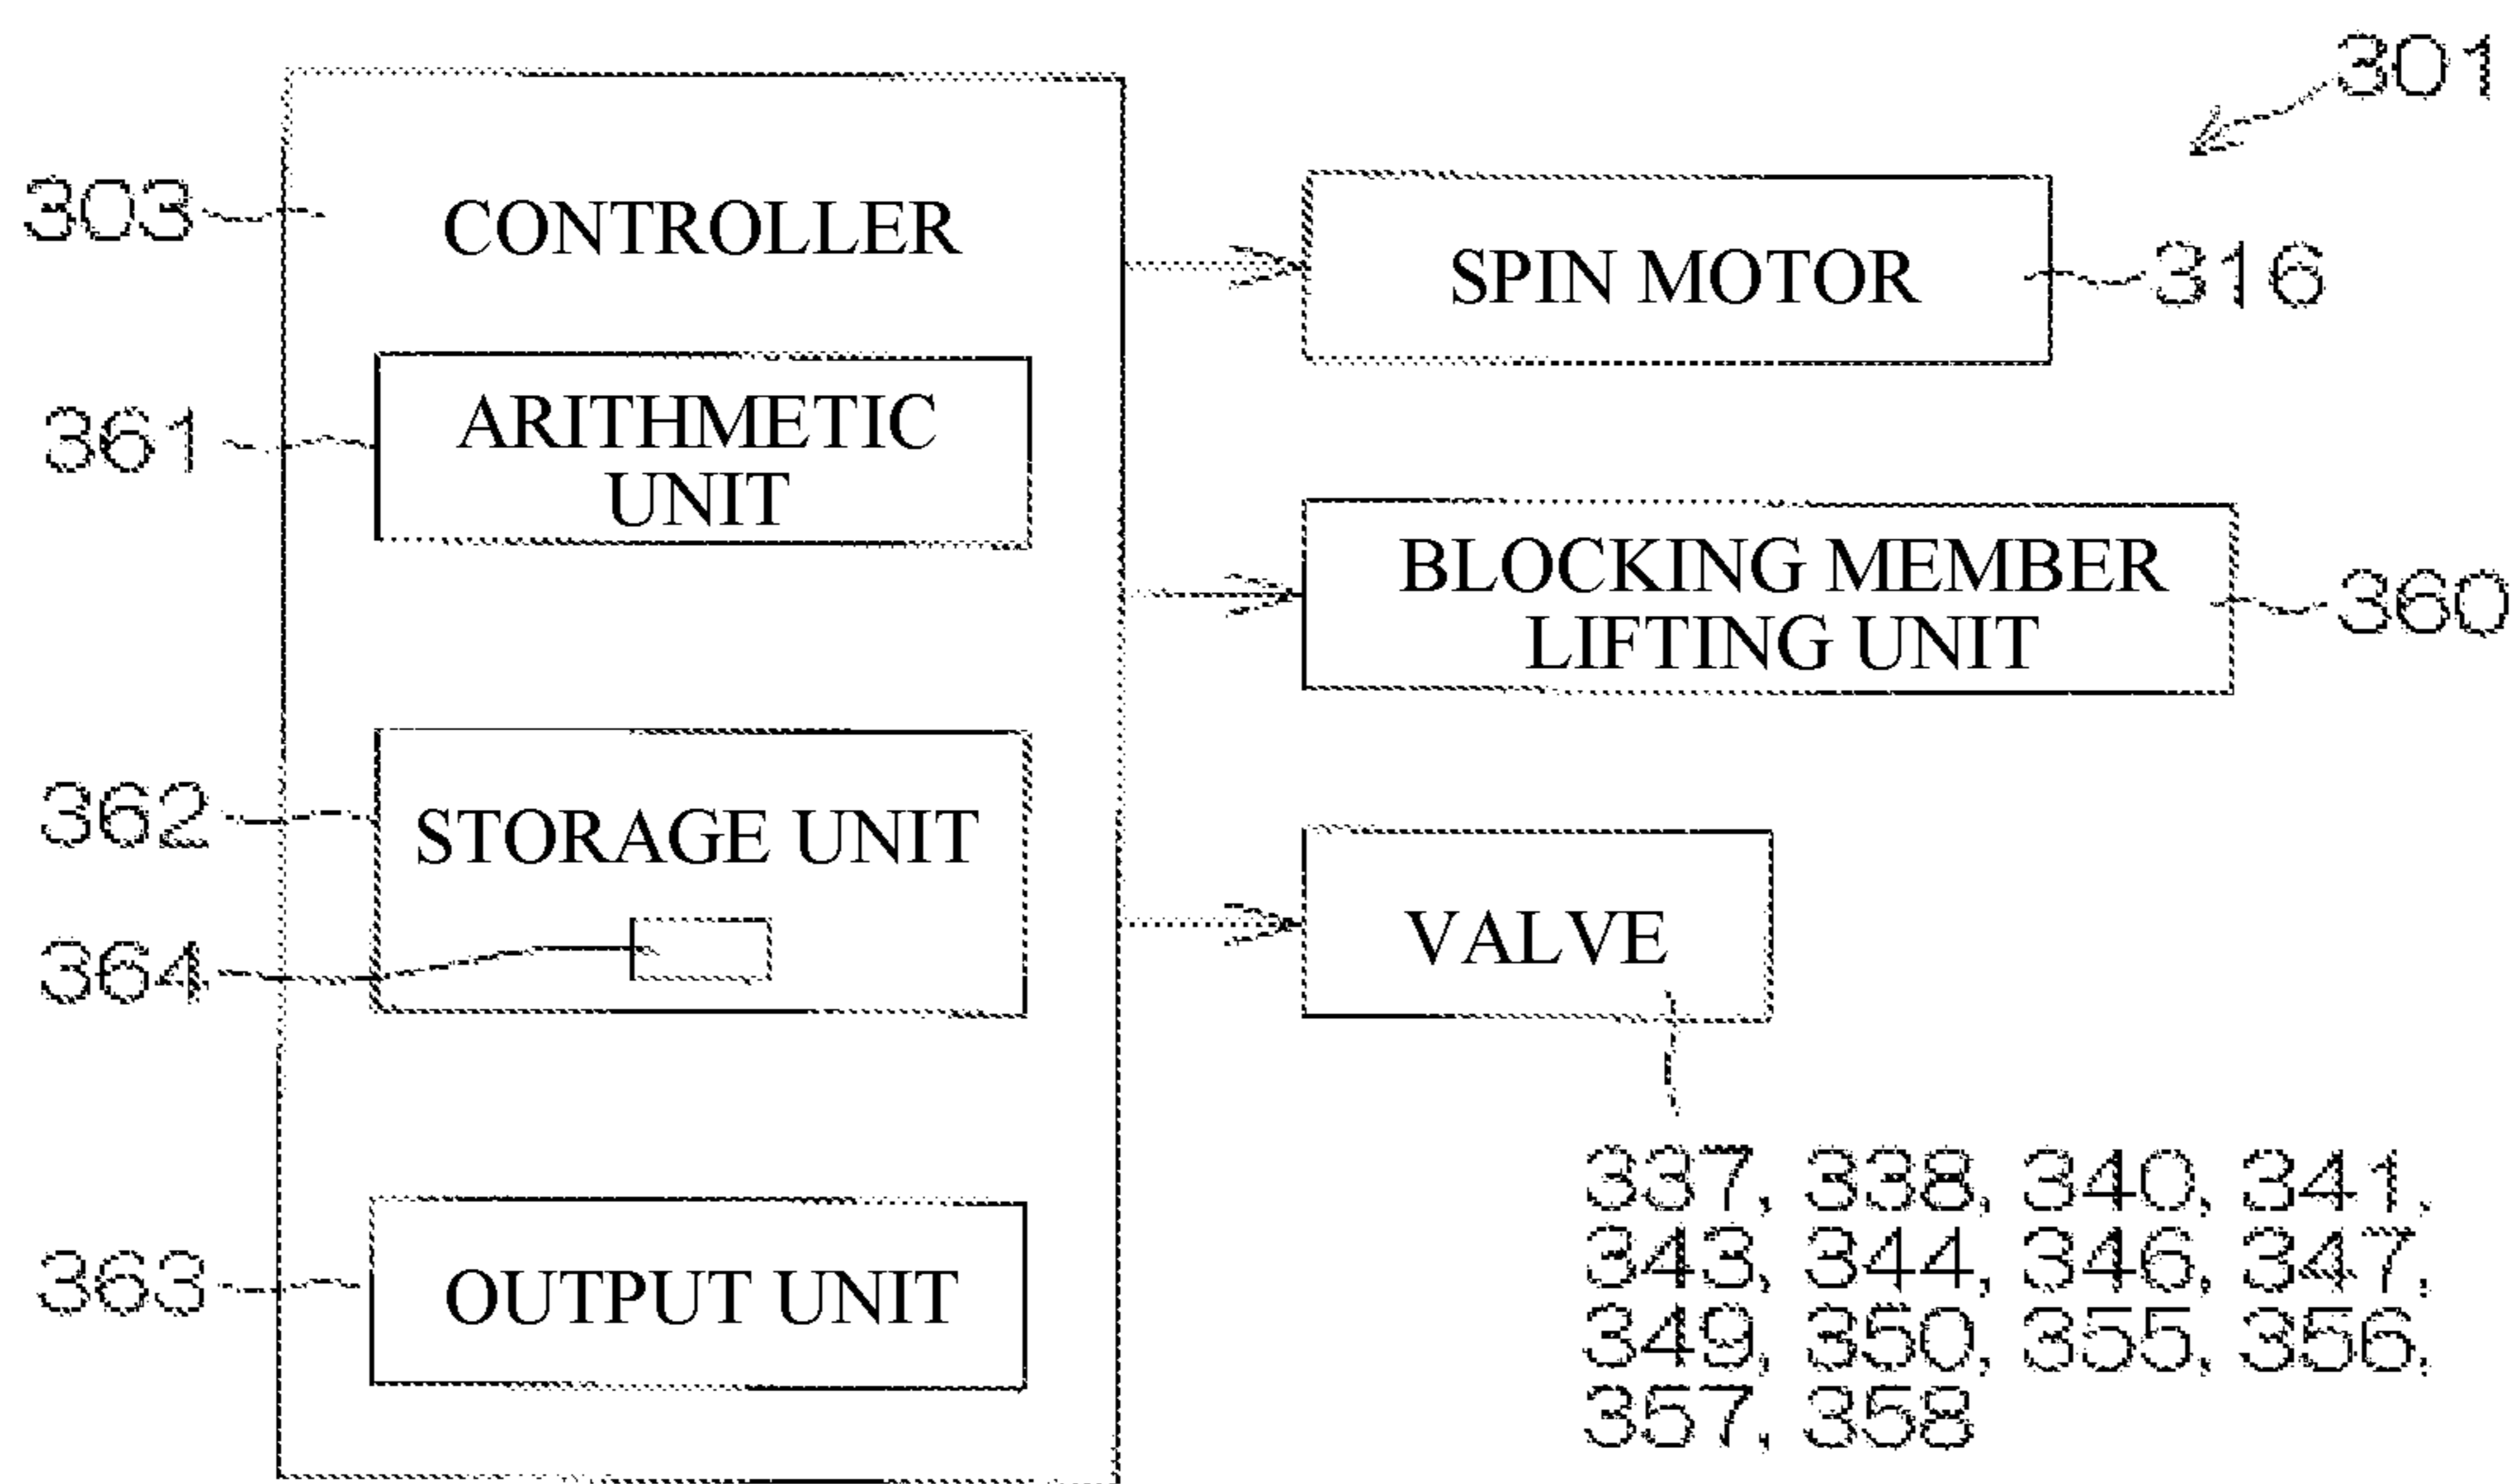 301
303
CONTROLLER
SPIN MOTOR
316
361
ARITHMETIC
UNIT
BLOCKING MEMBER
LIFTING UNIT
360
362
STORAGE UNIT
364
VALVE
337, 338, 340, 341,
343, 344, 346, 347,
349, 350, 355, 356,
357, 358
363
OUTPUT UNIT